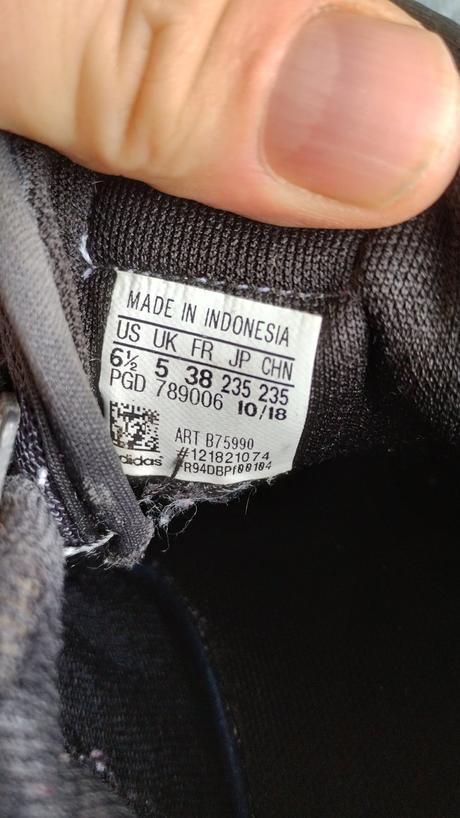 MADE IN INDONESIA
US UK FR JP CHN
6½ 5 38 235 235
PGD 789006 10/18
ART B75990
adidas #121821074
R94DBPf00104